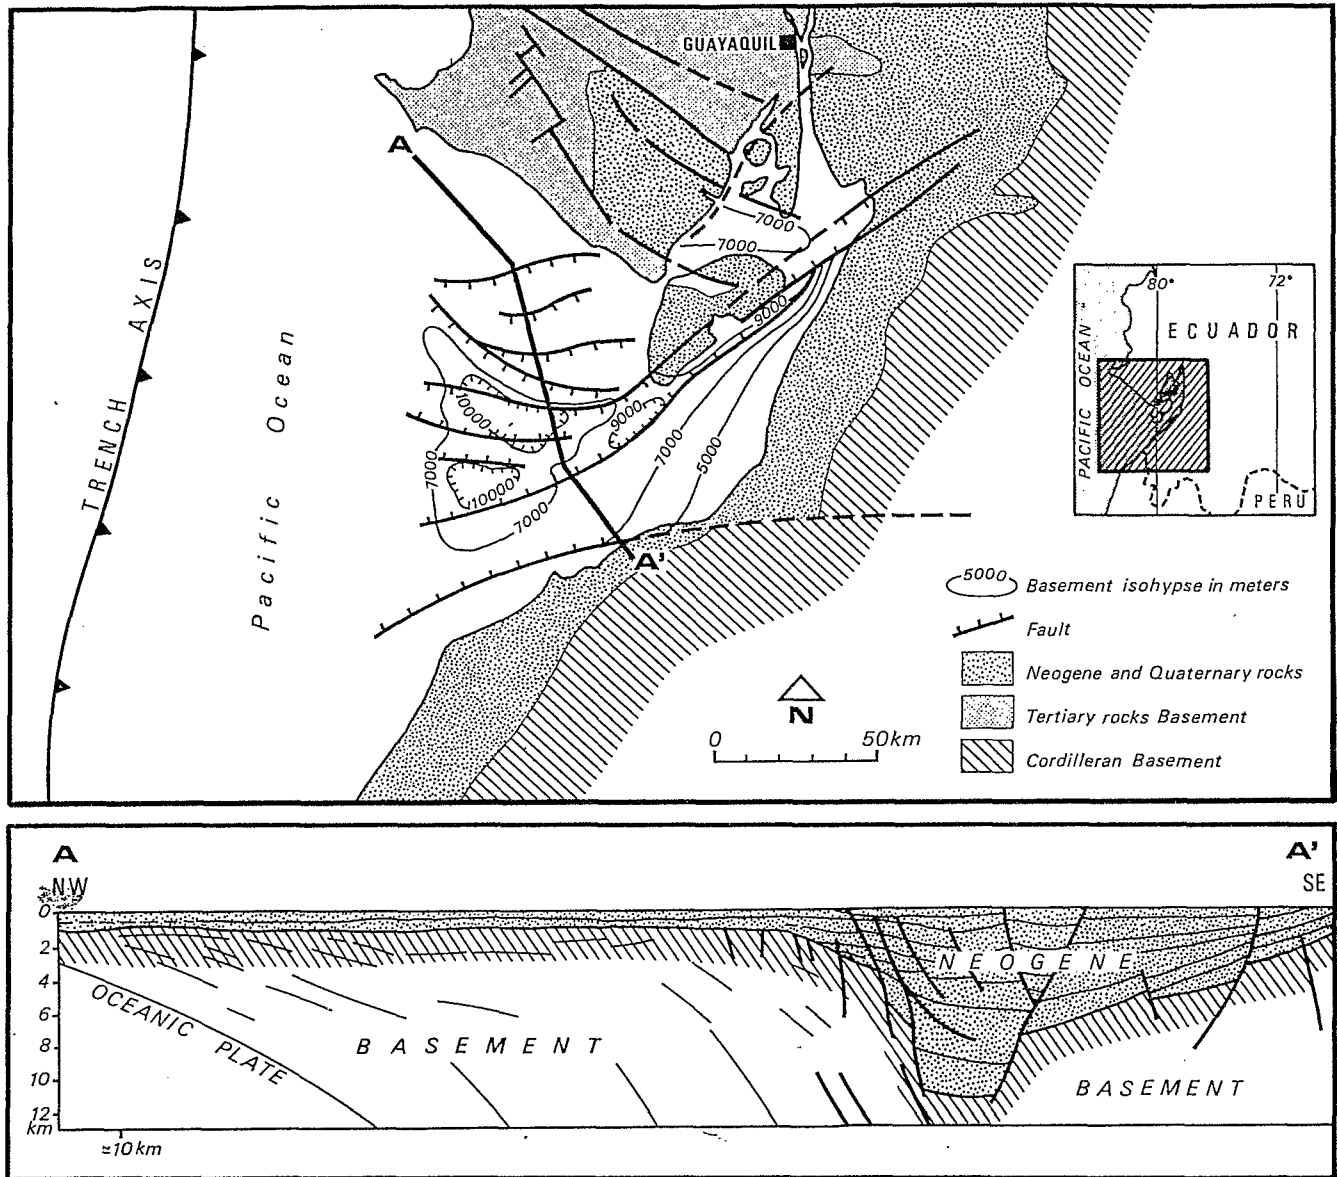 GUAYAQUIL
A
TRENCH AXIS
Pacific Ocean
7000
7000
9000
10000
9000
7000
10000
7000
7000
5000
A'
80° 72°
ECUADOR
PACIFIC OCEAN
PERU
5000 Basement isohypse in meters
Fault
Neogene and Quaternary rocks
Tertiary rocks Basement
Cordilleran Basement
N
0 50km
A A'
NW SE
0
2
4
6
8
10
12
km
NEOGENE
OCEANIC PLATE
BASEMENT
BASEMENT
≃10km